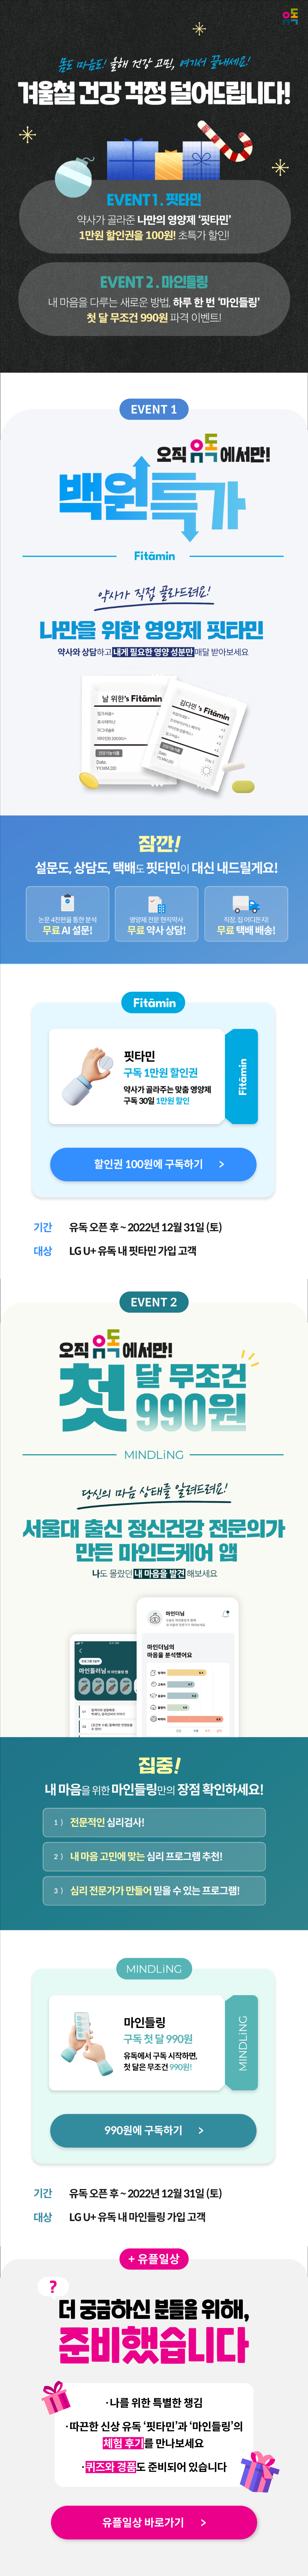 유독
몸도 마음도! 올해 건강 고민, 여기서 끝내세요!
겨울철 건강 걱정 덜어드립니다!
EVENT 1. 핏타민
약사가 골라준 나만의 영양제 '핏타민'
1만원 할인권을 100원! 초특가 할인!
EVENT 2. 마인들링
내 마음을 다루는 새로운 방법, 하루 한 번 '마인들링'
첫 달 무조건 990원 파격 이벤트!
EVENT 1
오직 유독에서만!
백원특가
Fitāmin
약사가 직접 골라드려요!
나만을 위한 영양제 핏타민
약사와 상담하고 내게 필요한 영양 성분만 매달 받아보세요
날 위한's Fitāmin
Date.
YY.MM.DD
Fitāmin
잠깐!
설문도, 상담도, 택배도 핏타민이 대신 내드릴게요!
논문 4천편을 통한 분석
무료 AI 설문!
영양제 전문 현직약사
무료 약사 상담!
직장, 집 어디든지!
무료 택배 배송!
Fitāmin
핏타민
구독 1만원 할인권
약사가 골라주는 맞춤 영양제
구독 30일 1만원 할인
Fitāmin
할인권 100원에 구독하기 >
기간 유독 오픈 후 ~ 2022년 12월 31일 (토)
대상 LG U+ 유독 내 핏타민 가입 고객
EVENT 2
오직 유독에서만!
첫 달 무조건 990원
MINDLiNG
당신의 마음 상태를 알려드려요!
서울대 출신 정신건강 전문의가
만든 마인드케어 앱
나도 몰랐던 내 마음을 발견해보세요
마인더님
마인더님의
마음을 분석했어요
집중!
내 마음을 위한 마인들링만의 장점 확인하세요!
1 ) 전문적인 심리검사!
2 ) 내 마음 고민에 맞는 심리 프로그램 추천!
3 ) 심리 전문가가 만들어 믿을 수 있는 프로그램!
MINDLiNG
마인들링
구독 첫 달 990원
유독에서 구독 시작하면,
첫 달은 무조건 990원!
MINDLiNG
990원에 구독하기 >
기간 유독 오픈 후 ~ 2022년 12월 31일 (토)
대상 LG U+ 유독 내 마인들링 가입 고객
+ 유플일상
?
더 궁금하신 분들을 위해,
준비했습니다
·나를 위한 특별한 챙김
·따끈한 신상 유독 '핏타민'과 '마인들링'의
체험 후기를 만나보세요
·퀴즈와 경품도 준비되어 있습니다
유플일상 바로가기 >